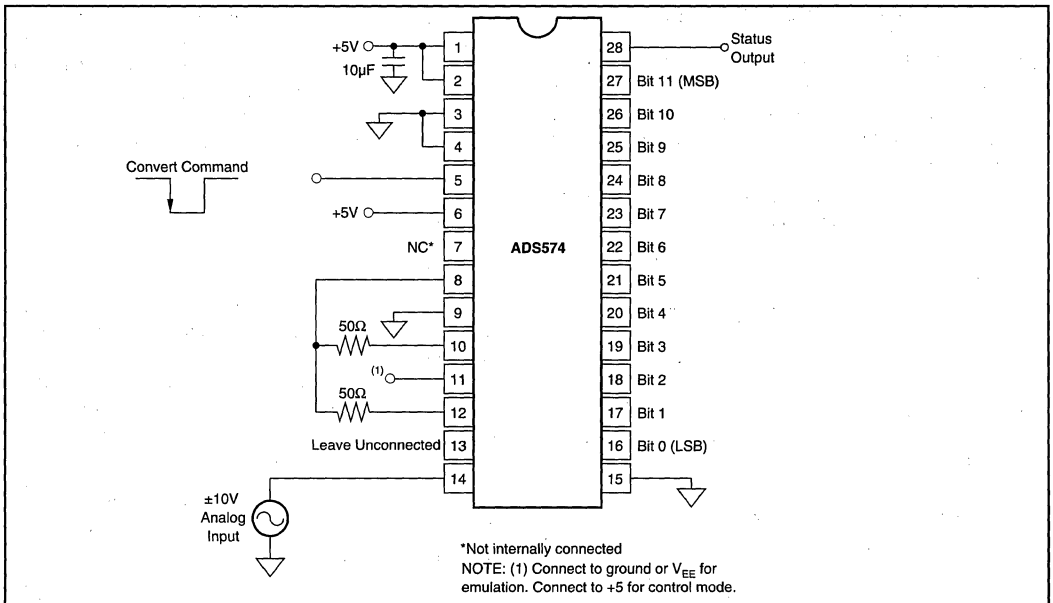 +5V
10µF
1
2
3
4
Convert Command
5
+5V
6
NC*
7
8
9
50Ω
10
(1)
11
50Ω
12
Leave Unconnected
13
14
±10V
Analog
Input
ADS574
28
Status
Output
27 Bit 11 (MSB)
26 Bit 10
25 Bit 9
24 Bit 8
23 Bit 7
22 Bit 6
21 Bit 5
20 Bit 4
19 Bit 3
18 Bit 2
17 Bit 1
16 Bit 0 (LSB)
15
*Not internally connected
NOTE: (1) Connect to ground or VEE for
emulation. Connect to +5 for control mode.